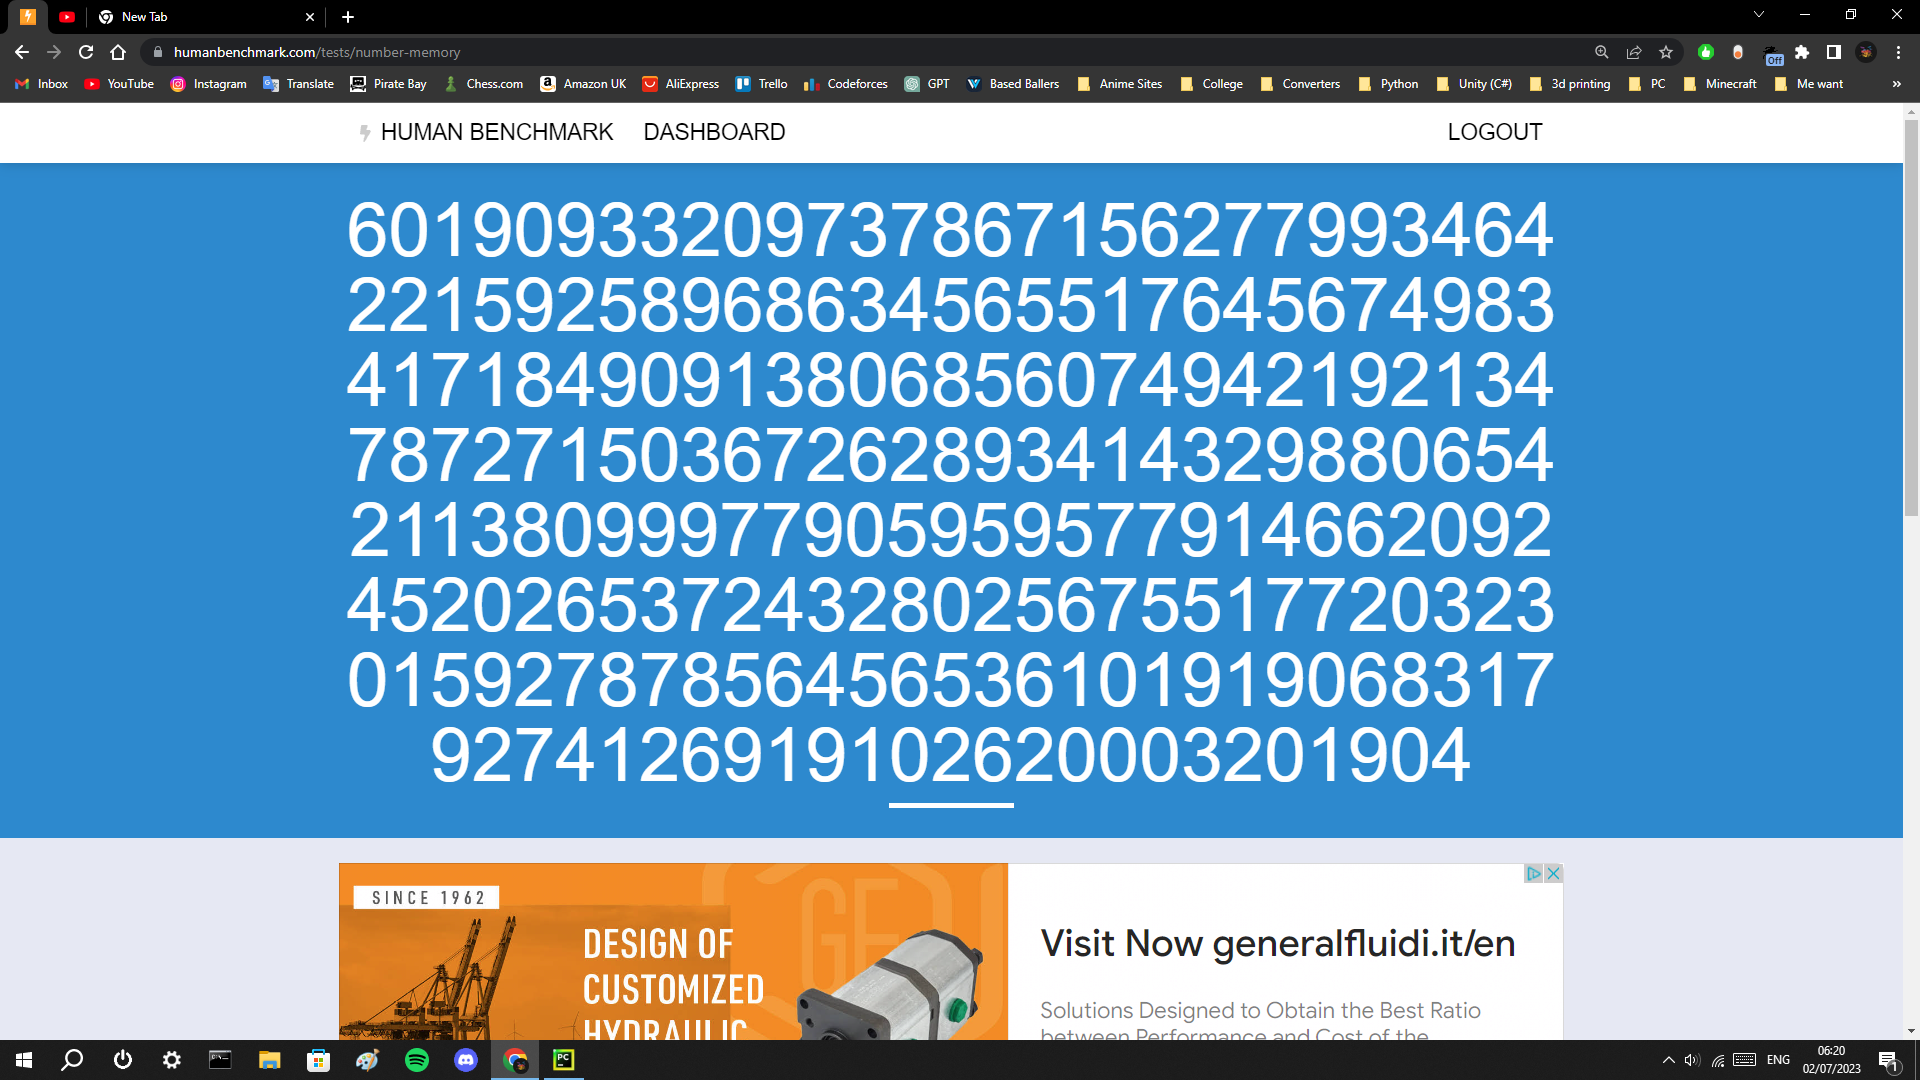 New Tab
humanbenchmark.com/tests/number-memory
Off
Inbox YouTube Instagram Translate Pirate Bay Chess.com Amazon UK AliExpress Trello Codeforces GPT Based Ballers Anime Sites College Converters Python Unity (C#) 3d printing PC Minecraft Me want »
HUMAN BENCHMARK DASHBOARD LOGOUT
60190933209737867156277993464
22159258968634565517645674983
41718490913806856074942192134
78727150367262893414329880654
21138099977905959577914662092
45202653724328025675517720323
01592787856456536101919068317
9274126919102620003201904
SINCE 1962
DESIGN OF
CUSTOMIZED
HYDRAULIC
GF
Visit Now generalfluidi.it/en
Solutions Designed to Obtain the Best Ratio
between Performance and Cost of the
PC
ENG
06:20
02/07/2023
1